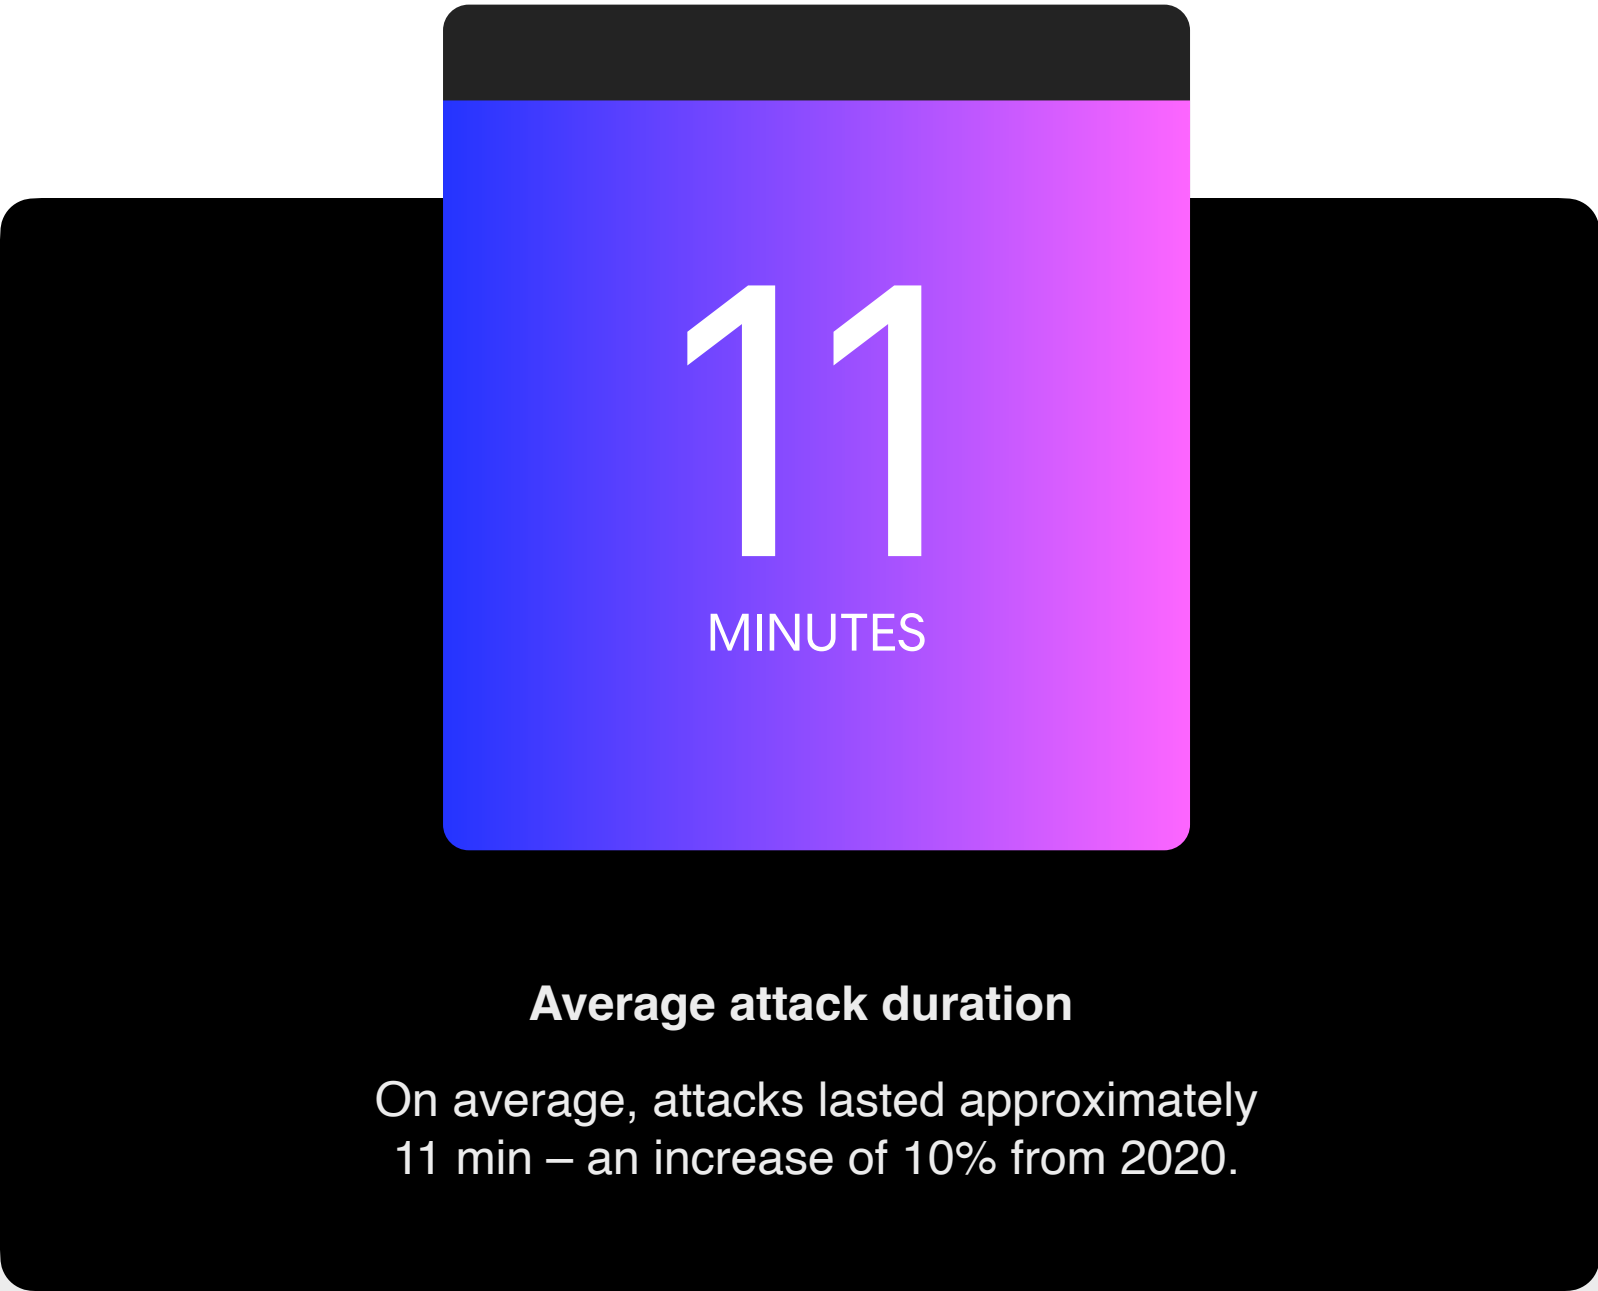 11
MINUTES
Average attack duration
On average, attacks lasted approximately
11 min – an increase of 10% from 2020.